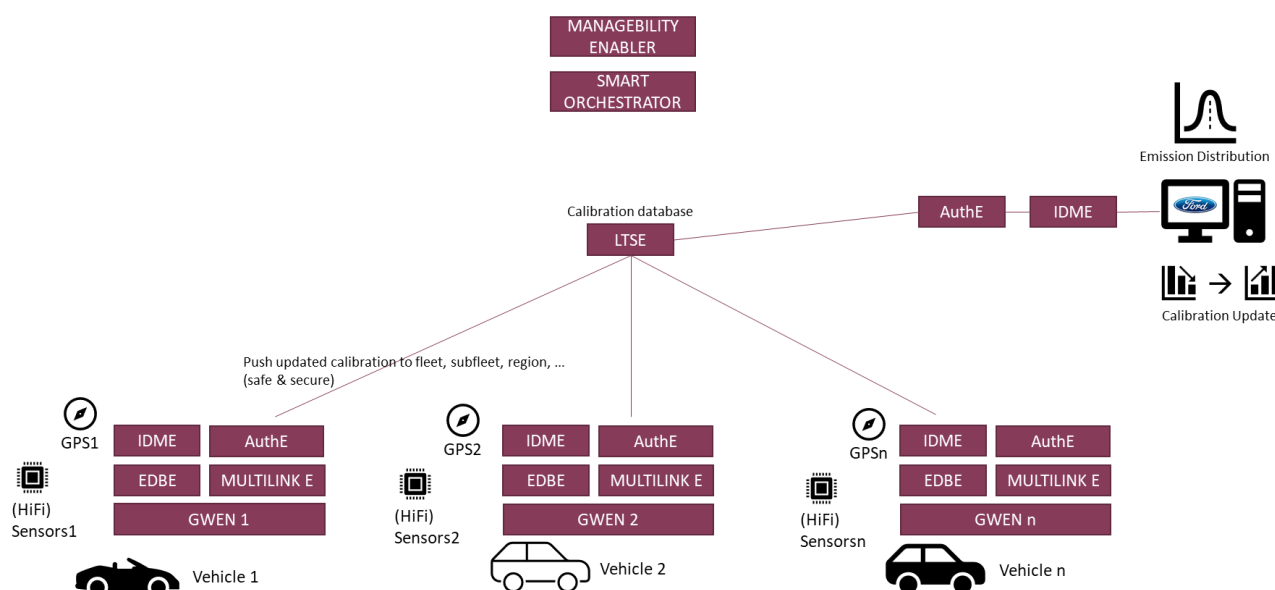 MANAGEBILITY
ENABLER
SMART
ORCHESTRATOR
Emission Distribution
Ford
AuthE
IDME
Calibration database
LTSE
Calibration Update
Push updated calibration to fleet, subfleet, region, ...
(safe & secure)
GPS1
IDME
AuthE
EDBE
MULTILINK E
(HiFi)
Sensors1
GWEN 1
Vehicle 1
GPS2
IDME
AuthE
EDBE
MULTILINK E
(HiFi)
Sensors2
GWEN 2
Vehicle 2
GPSn
IDME
AuthE
EDBE
MULTILINK E
(HiFi)
Sensorsn
GWEN n
Vehicle n